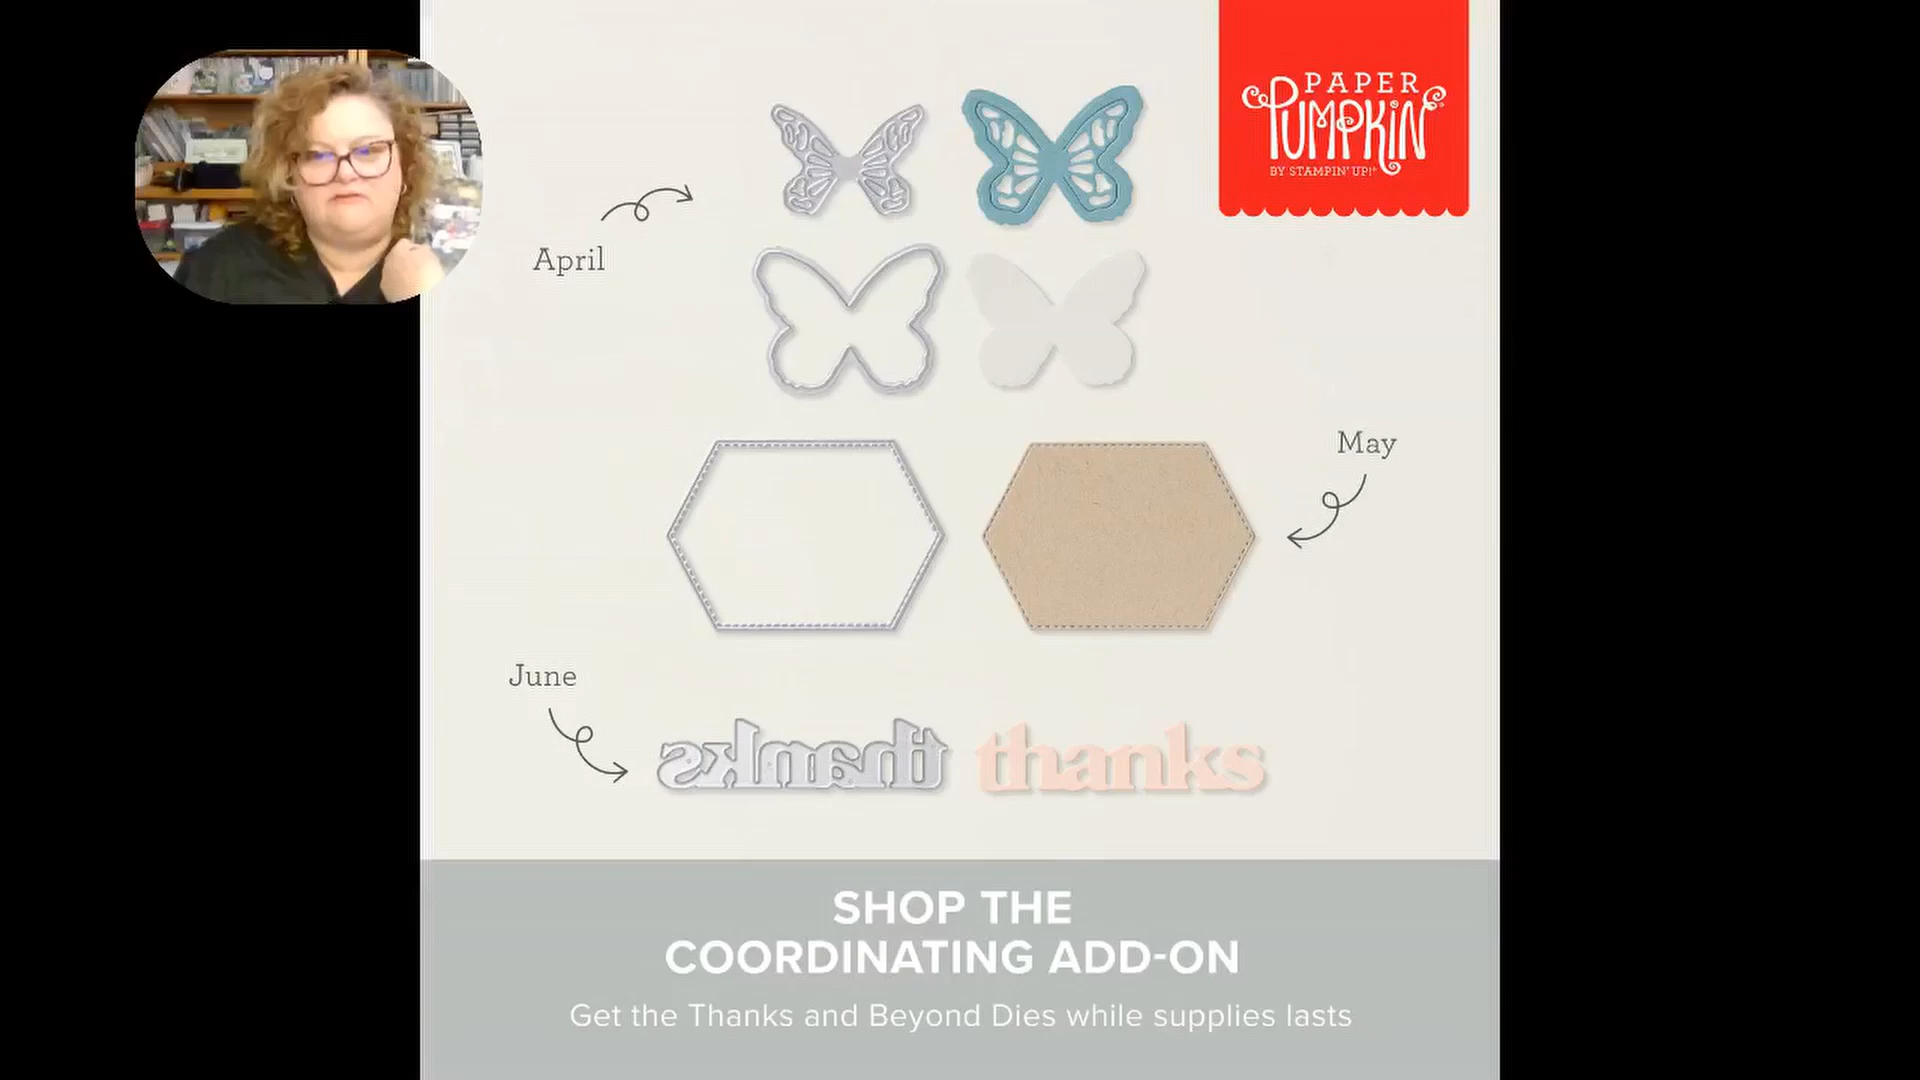 PAPER
PUMPKIN
BY STAMPIN' UP!®
April
May
June
thanks
thanks
SHOP THE
COORDINATING ADD-ON
Get the Thanks and Beyond Dies while supplies lasts